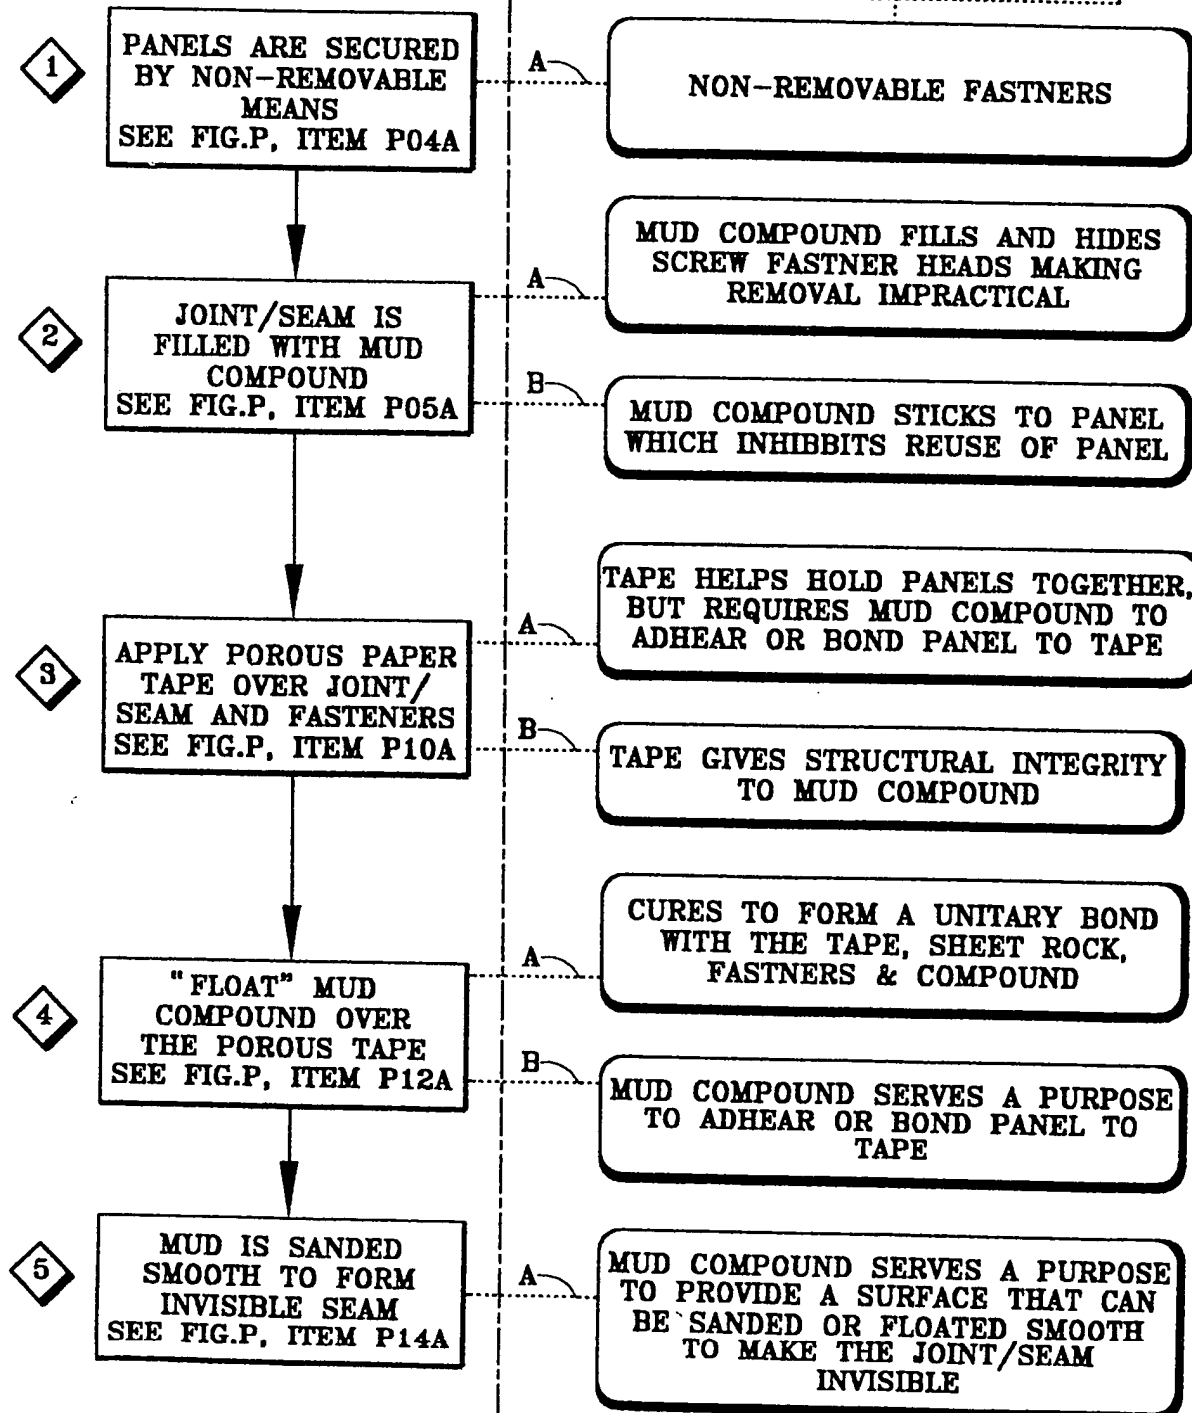 1
PANELS ARE SECURED
BY NON-REMOVABLE
MEANS
SEE FIG.P, ITEM P04A
A
NON-REMOVABLE FASTNERS
2
JOINT/SEAM IS
FILLED WITH MUD
COMPOUND
SEE FIG.P, ITEM P05A
A
MUD COMPOUND FILLS AND HIDES
SCREW FASTNER HEADS MAKING
REMOVAL IMPRACTICAL
B
MUD COMPOUND STICKS TO PANEL
WHICH INHIBBITS REUSE OF PANEL
3
APPLY POROUS PAPER
TAPE OVER JOINT/
SEAM AND FASTENERS
SEE FIG.P, ITEM P10A
A
TAPE HELPS HOLD PANELS TOGETHER,
BUT REQUIRES MUD COMPOUND TO
ADHEAR OR BOND PANEL TO TAPE
B
TAPE GIVES STRUCTURAL INTEGRITY
TO MUD COMPOUND
4
"FLOAT" MUD
COMPOUND OVER
THE POROUS TAPE
SEE FIG.P, ITEM P12A
A
CURES TO FORM A UNITARY BOND
WITH THE TAPE, SHEET ROCK,
FASTNERS & COMPOUND
B
MUD COMPOUND SERVES A PURPOSE
TO ADHEAR OR BOND PANEL TO
TAPE
5
MUD IS SANDED
SMOOTH TO FORM
INVISIBLE SEAM
SEE FIG.P, ITEM P14A
A
MUD COMPOUND SERVES A PURPOSE
TO PROVIDE A SURFACE THAT CAN
BE SANDED OR FLOATED SMOOTH
TO MAKE THE JOINT/SEAM
INVISIBLE